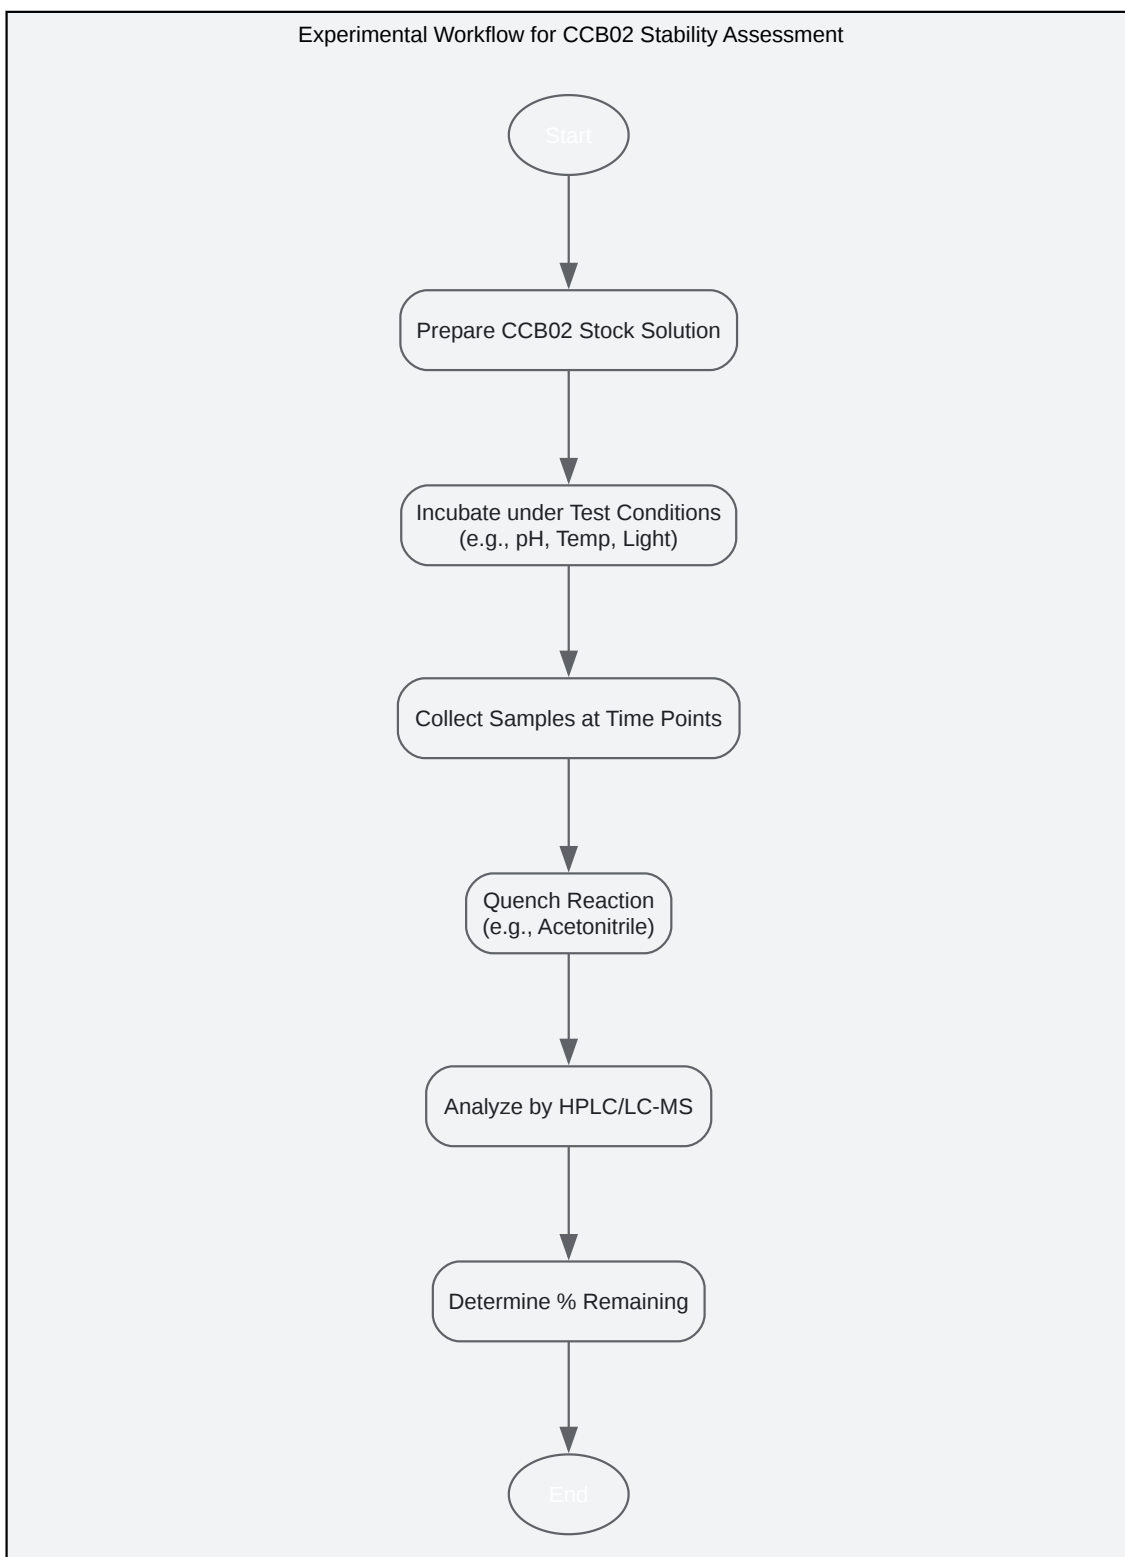 Experimental Workflow for CCB02 Stability Assessment
Start
Prepare CCB02 Stock Solution
Incubate under Test Conditions
(e.g., pH, Temp, Light)
Collect Samples at Time Points
Quench Reaction
(e.g., Acetonitrile)
Analyze by HPLC/LC-MS
Determine % Remaining
End